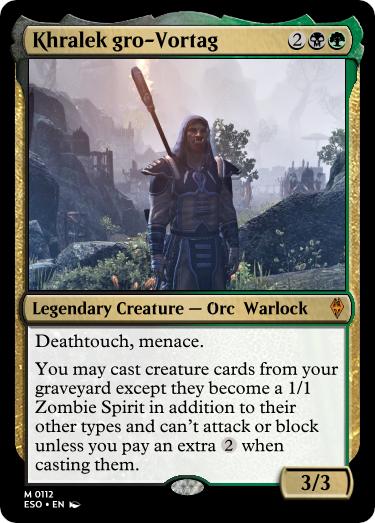 Khralek gro-Vortag 2
Legendary Creature — Orc Warlock
Deathtouch, menace.
You may cast creature cards from your
graveyard except they become a 1/1
Zombie Spirit in addition to their
other types and can't attack or block
unless you pay an extra 2 when
casting them.
3/3
M 0112
ESO • EN